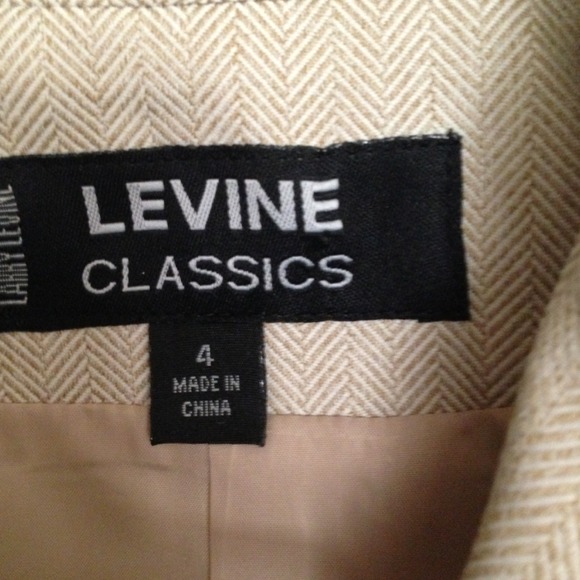 LARRY LEVINE
LEVINE
CLASSICS
4
MADE IN
CHINA